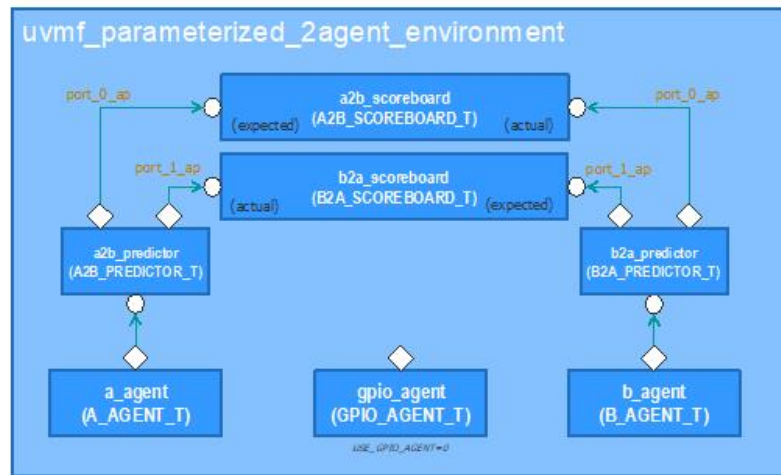 uvmf_parameterized_2agent_environment
port_0_ap
a2b_scoreboard
port_0_ap
(expected)
(A2B_SCOREBOARD_T)
(actual)
port_1_ap
b2a_scoreboard
port_1_ap
(actual)
(B2A_SCOREBOARD_T)
(expected)
a2b_predictor
(A2B_PREDICTOR_T)
b2a_predictor
(B2A_PREDICTOR_T)
a_agent
(A_AGENT_T)
gpio_agent
(GPIO_AGENT_T)
b_agent
(B_AGENT_T)
USE_GPIO_AGENT=0